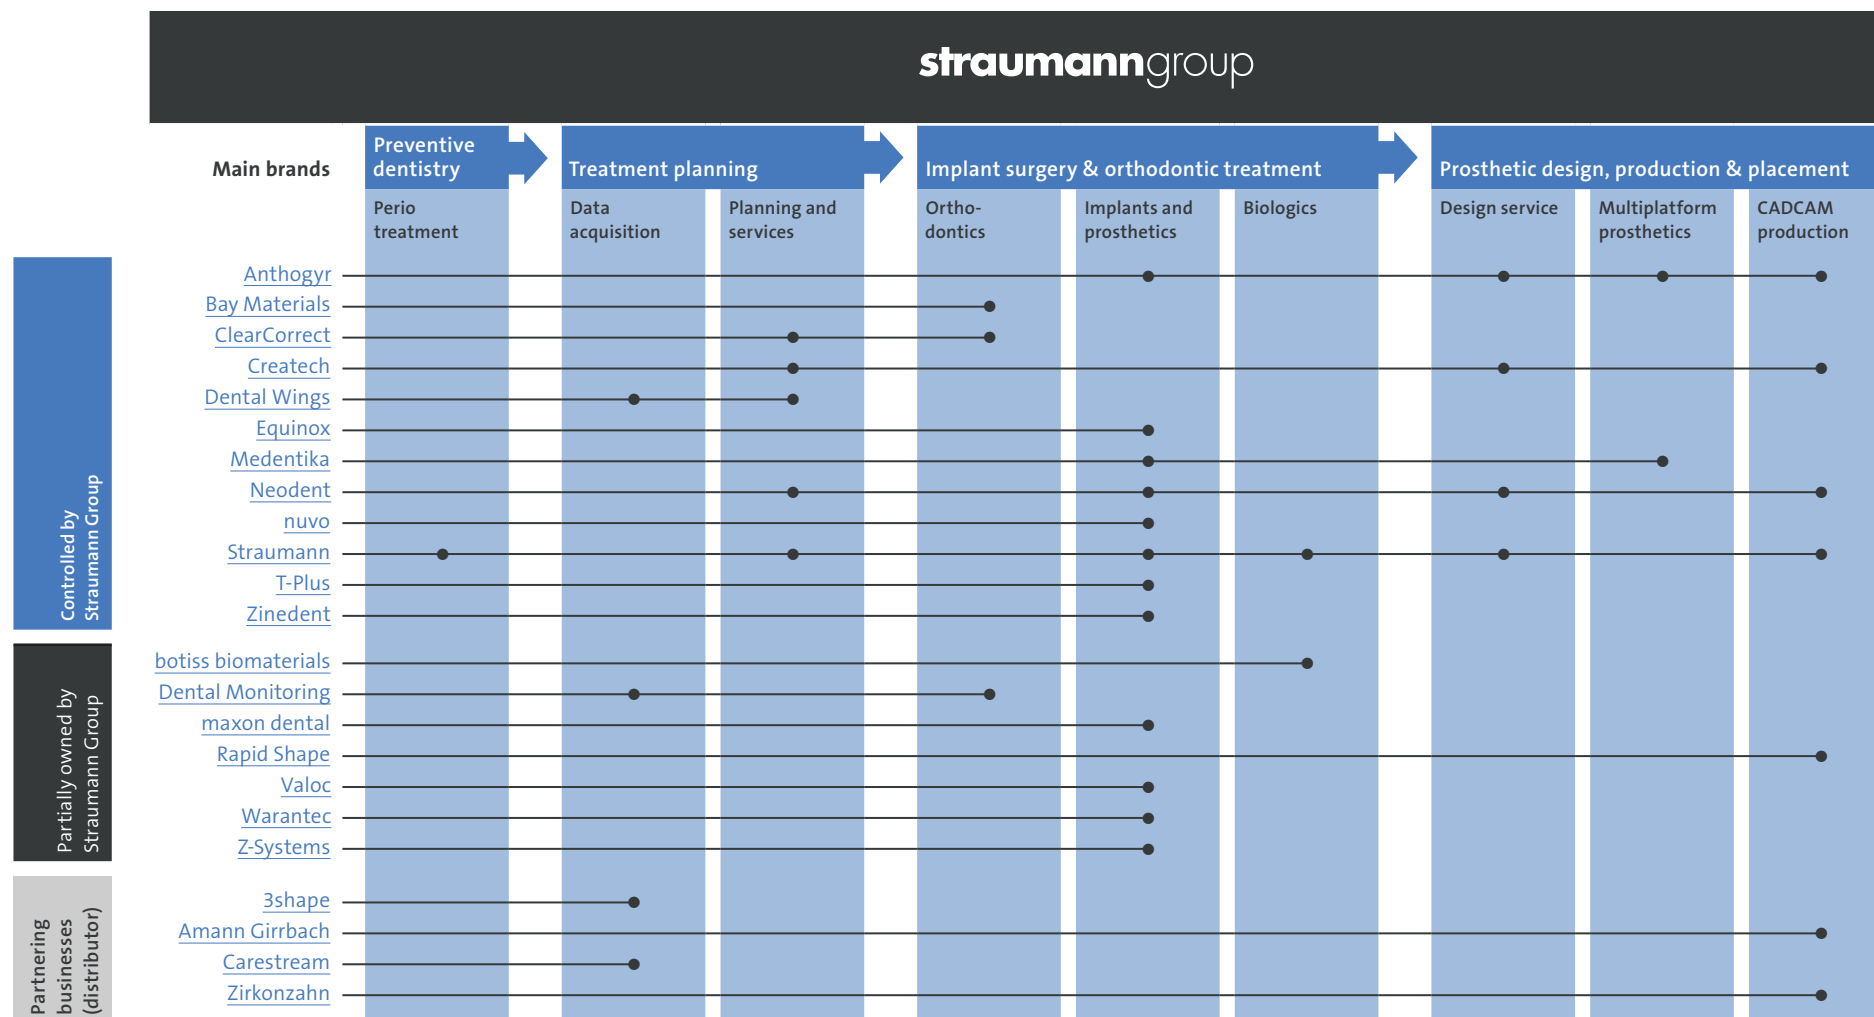 straumanngroup
Main brands
Preventive
dentistry
Treatment planning
Implant surgery & orthodontic treatment
Prosthetic design, production & placement
Perio
treatment
Data
acquisition
Planning and
services
Ortho-
dontics
Implants and
prosthetics
Biologics
Design service
Multiplatform
prosthetics
CADCAM
production
Controlled by
Straumann Group
Anthogyr
Bay Materials
ClearCorrect
Createch
Dental Wings
Equinox
Medentika
Neodent
nuvo
Straumann
T-Plus
Zinedent
Partially owned by
Straumann Group
botiss biomaterials
Dental Monitoring
maxon dental
Rapid Shape
Valoc
Warantec
Z-Systems
Partnering
businesses
(distributor)
3shape
Amann Girrbach
Carestream
Zirkonzahn